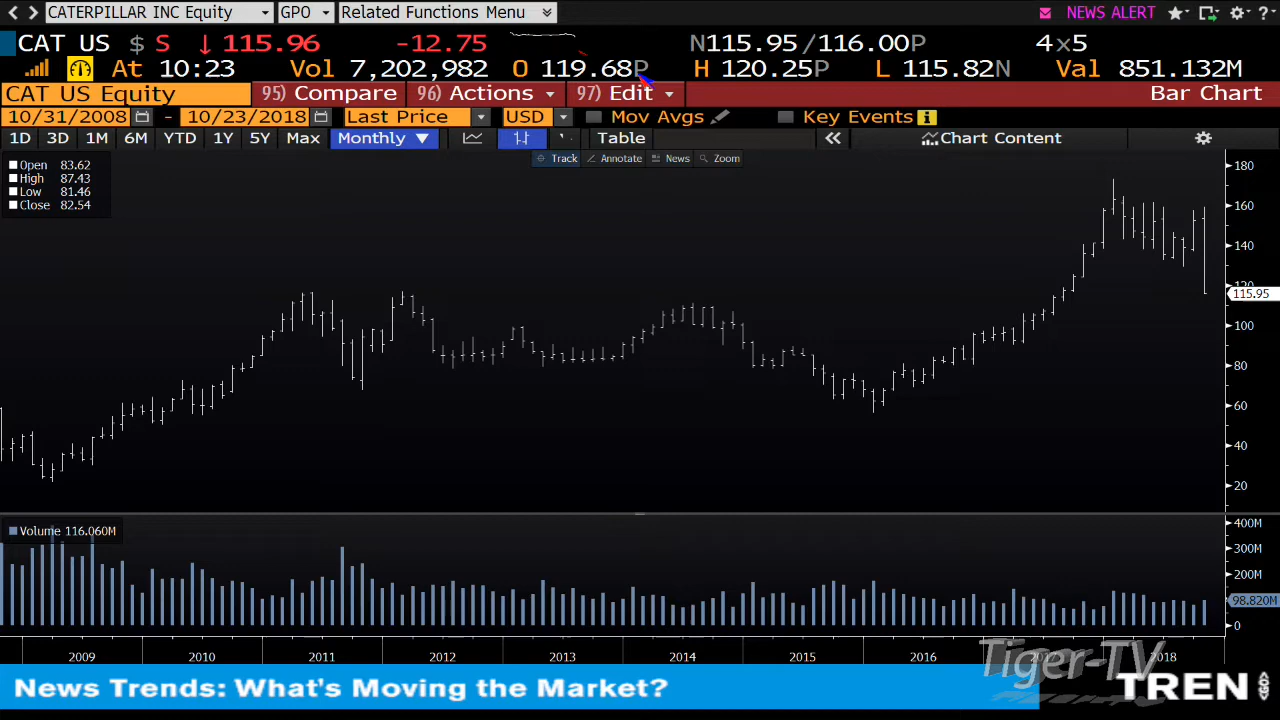 CATERPILLAR INC Equity GPO Related Functions Menu NEWS ALERT ?
CAT US $ S ↓ 115.96 -12.75 N115.95/116.00P 4x5
At 10:23 Vol 7,202,982 O 119.68P H 120.25P L 115.82N Val 851.132M
CAT US Equity 95) Compare 96) Actions 97) Edit Bar Chart
10/31/2008 - 10/23/2018 Last Price USD Mov Avgs Key Events i
1D 3D 1M 6M YTD 1Y 5Y Max Monthly Table « Chart Content
Track Annotate News Zoom
Open 83.62
High 87.43
Low 81.46
Close 82.54
180
160
140
120
115.95
100
80
60
40
20
Volume 116.060M
400M
300M
200M
98.820M
0
2009 2010 2011 2012 2013 2014 2015 2016 2017 2018
Tiger-TV
News Trends: What's Moving the Market? TREN